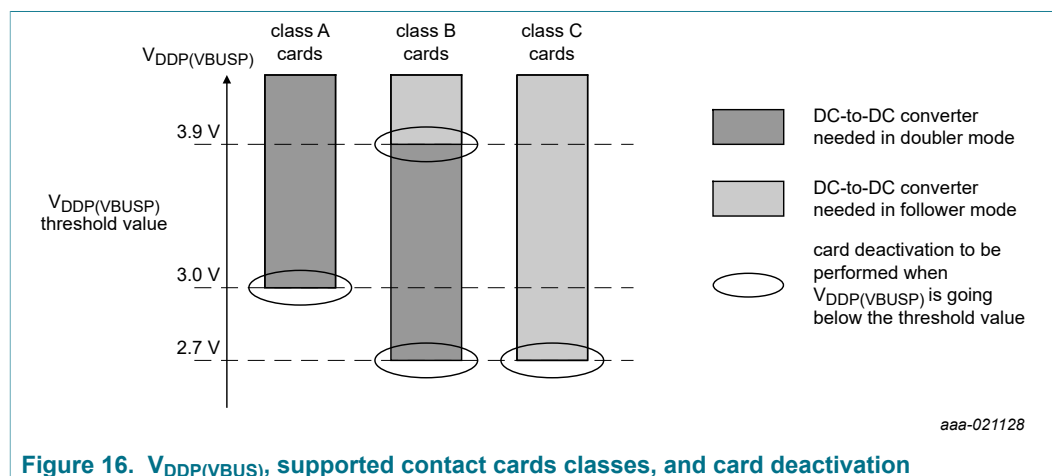 class A
cards
class B
cards
class C
cards
VDDP(VBUSP)
3.9 V
VDDP(VBUSP)
threshold value
3.0 V
2.7 V
DC-to-DC converter
needed in doubler mode
DC-to-DC converter
needed in follower mode
card deactivation to be
performed when
VDDP(VBUSP) is going
below the threshold value
aaa-021128
Figure 16. VDDP(VBUS), supported contact cards classes, and card deactivation